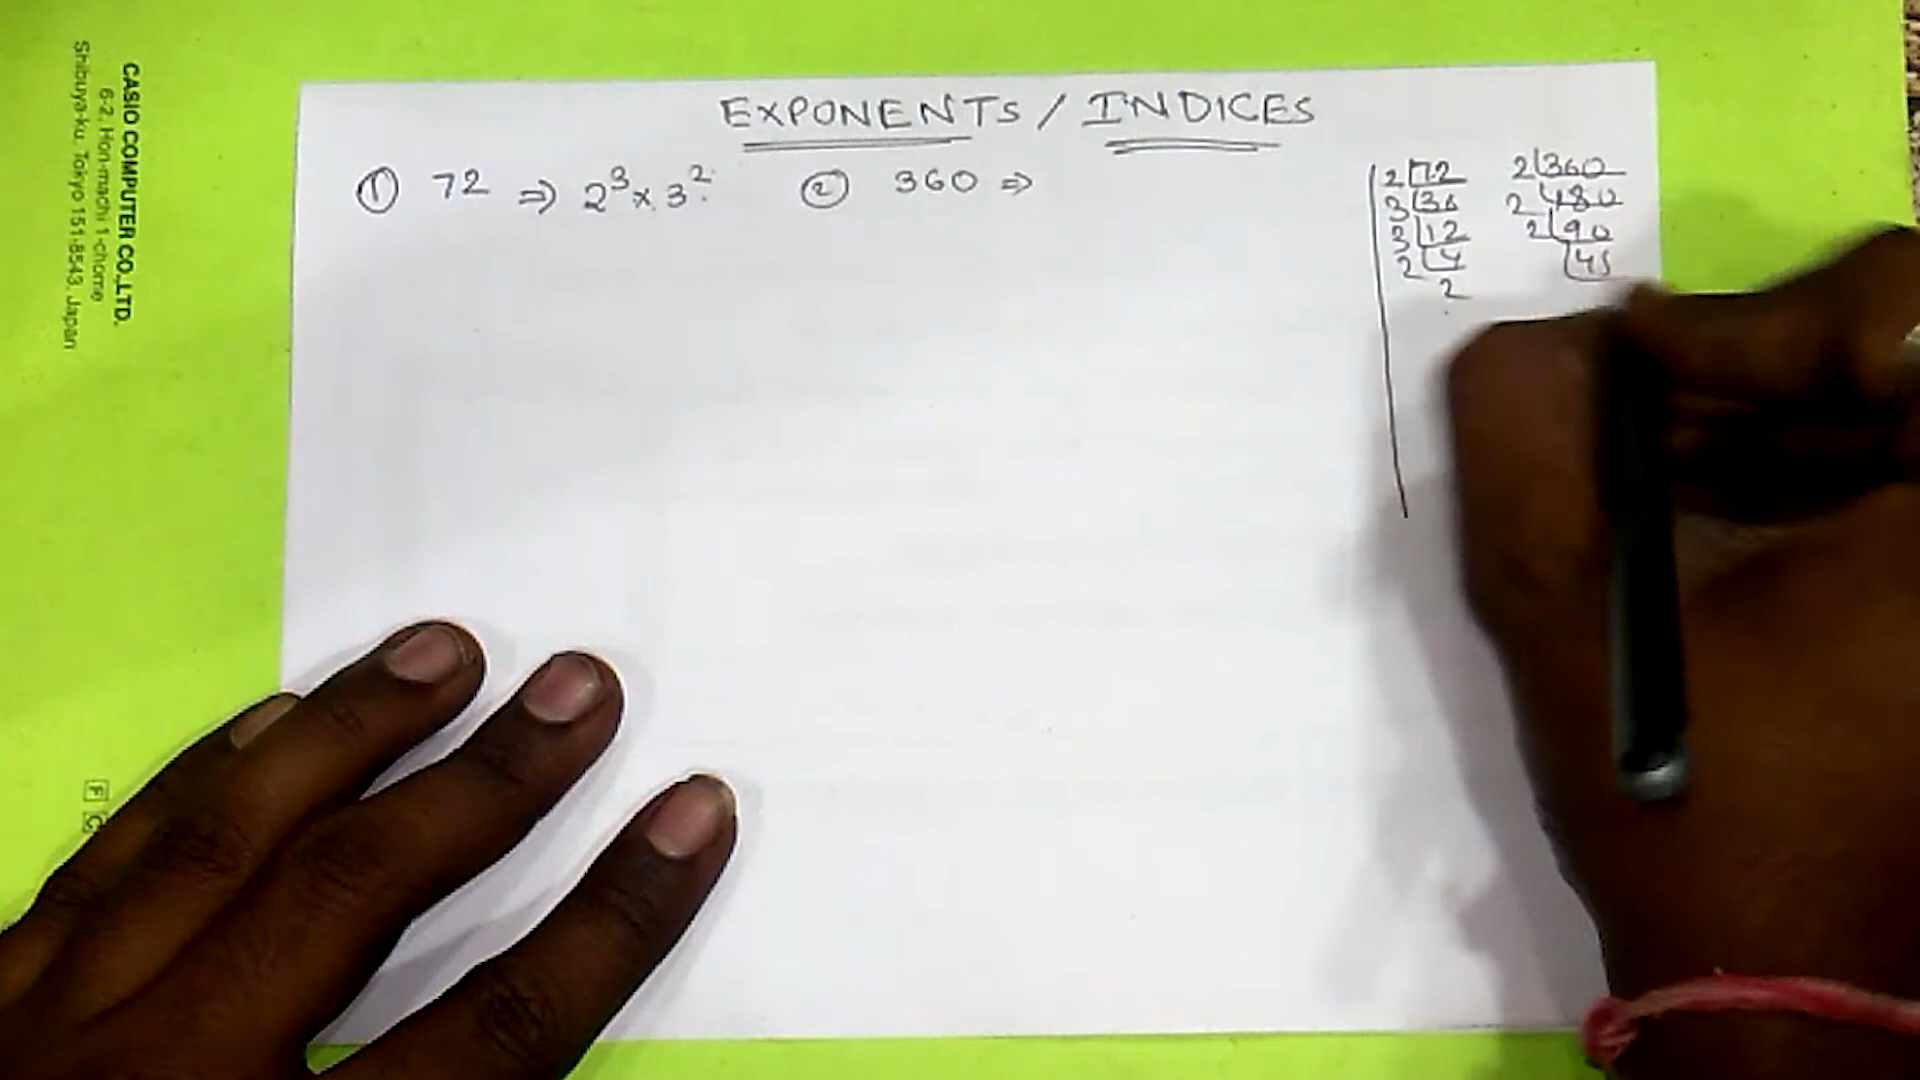 EXPONENTS / INDICES
① 72 ⇒ 2³ x 3² ② 360 ⇒
2 72
3 36
3 12
2 4
2
2 360
2 180
2 90
45
CASIO COMPUTER CO.,LTD.
6-2, Hon-machi 1-chome
Shibuya-ku, Tokyo 151-8543, Japan
F
C